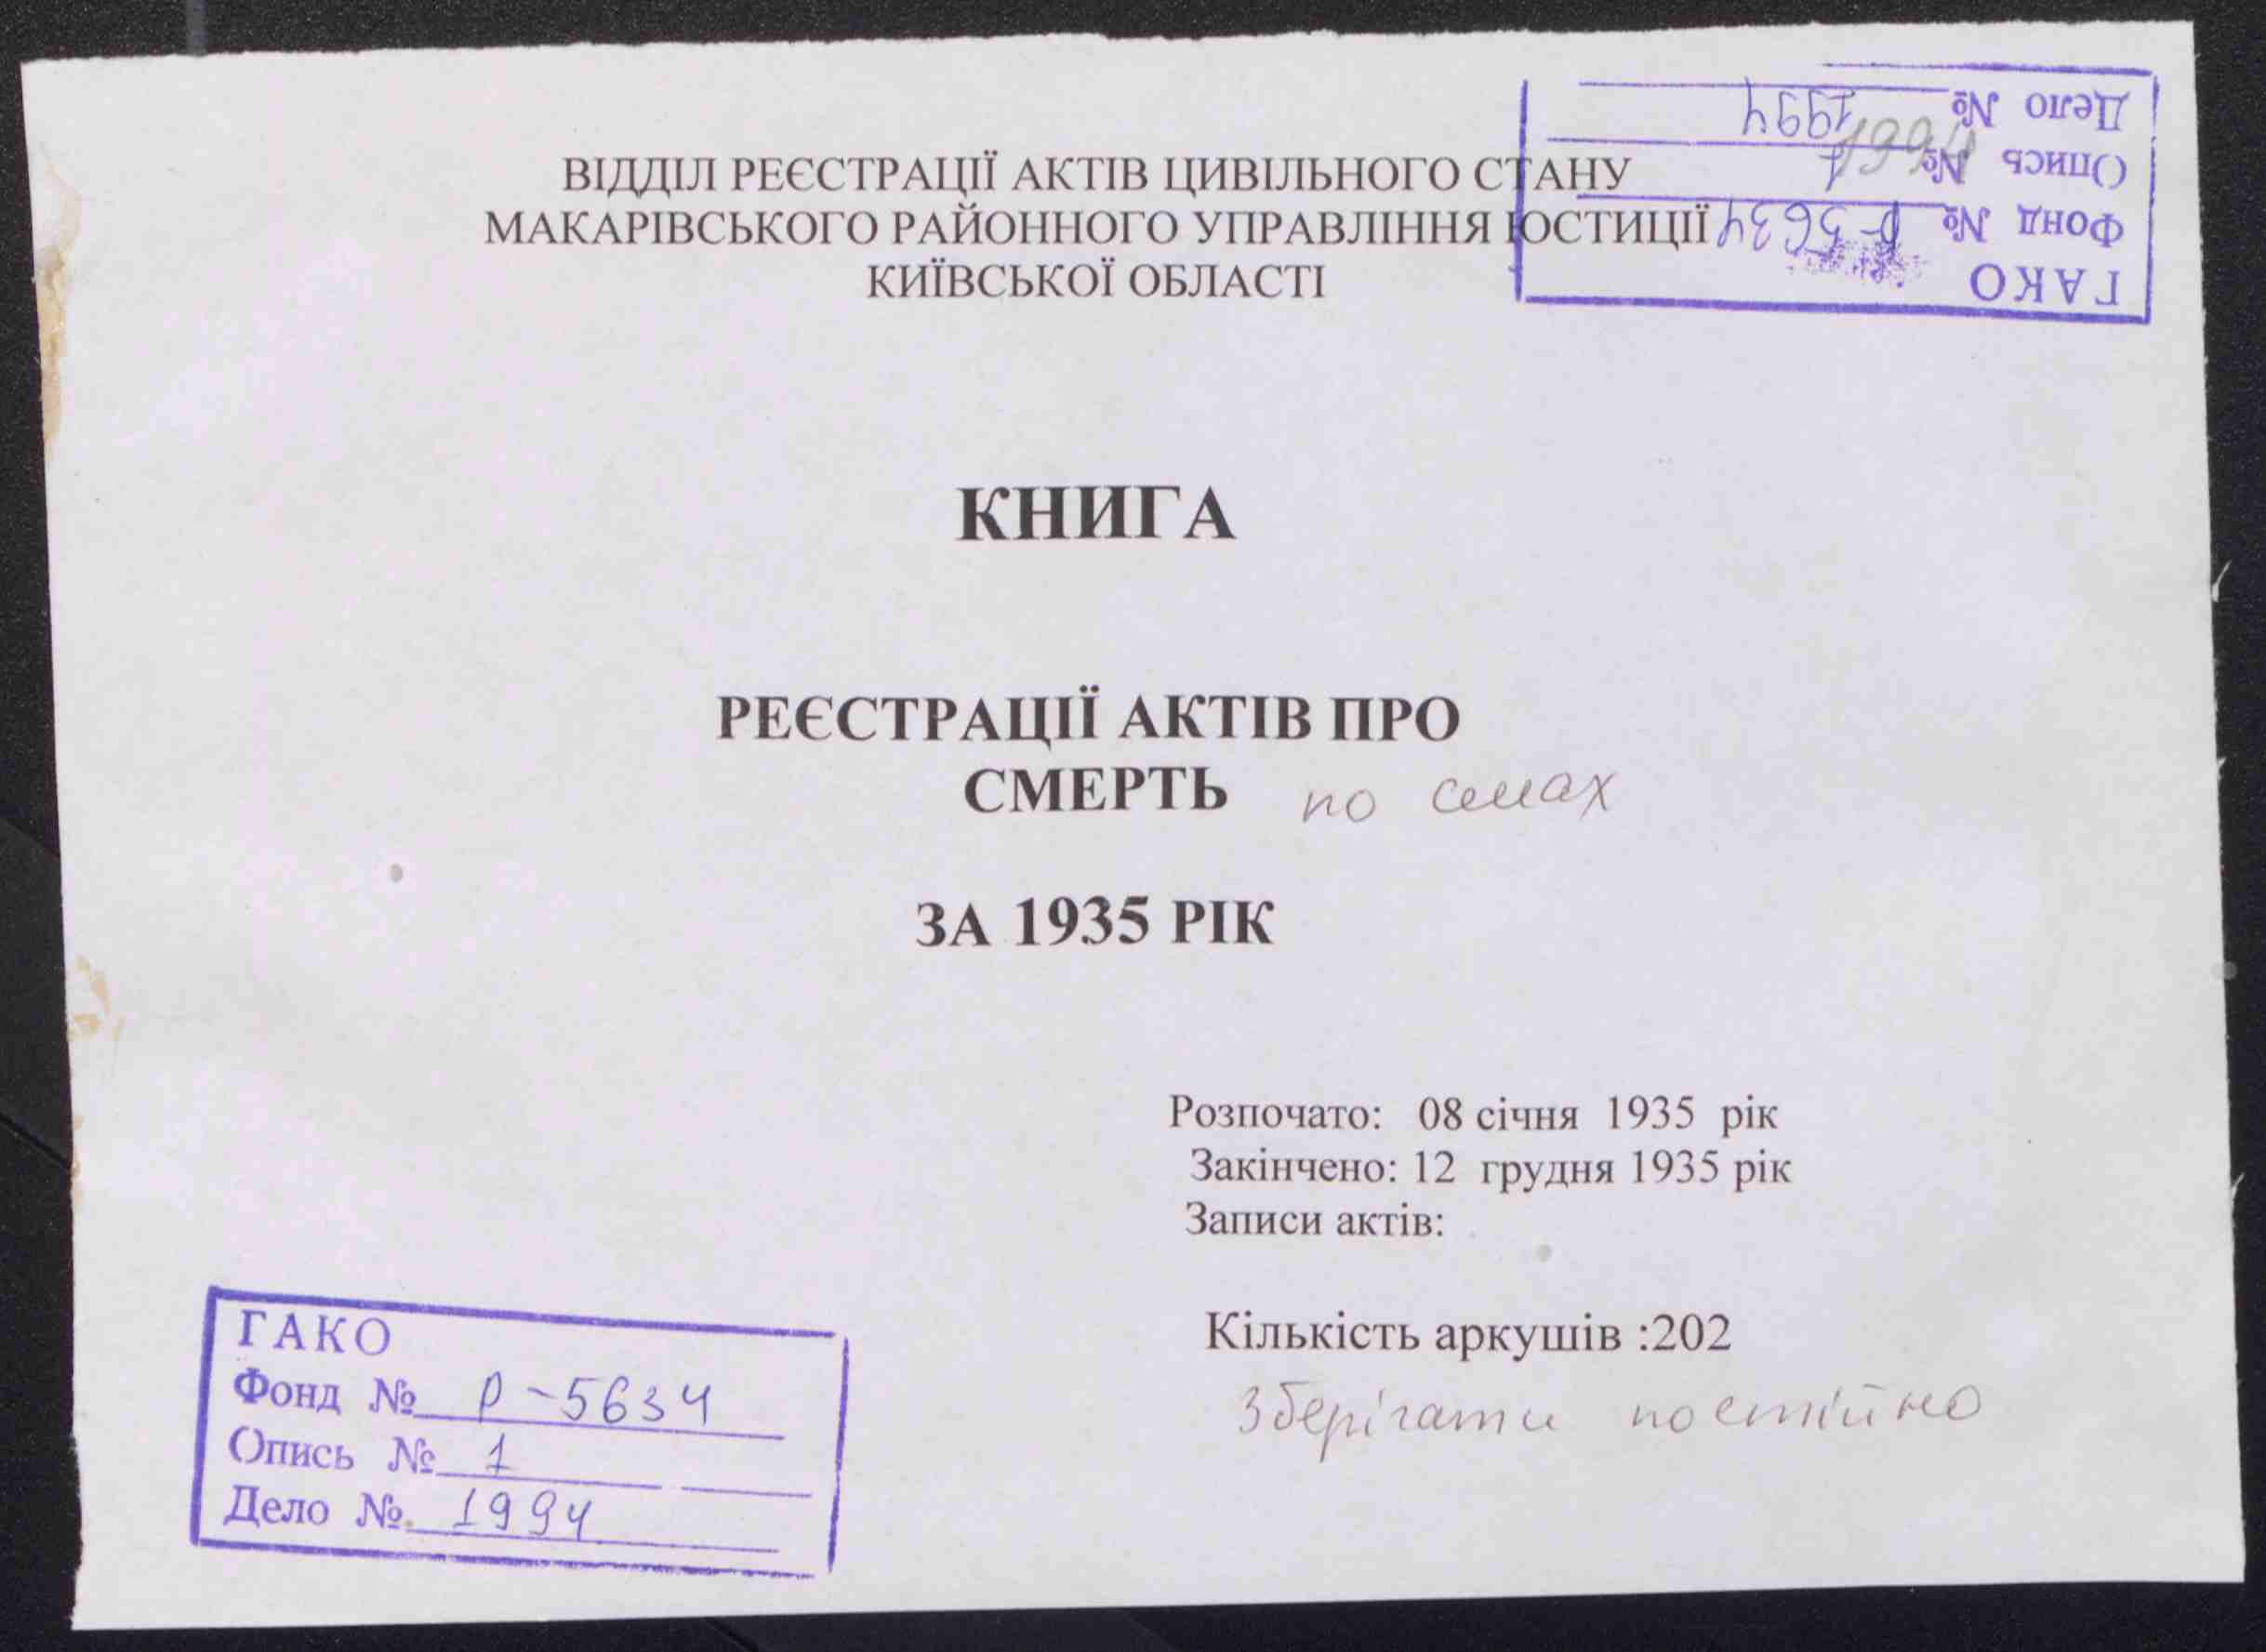 ВІДДІЛ РЕЄСТРАЦІЇ АКТІВ ЦИВІЛЬНОГО СТАНУ
МАКАРІВСЬКОГО РАЙОННОГО УПРАВЛІННЯ ЮСТИЦІЇ
КИЇВСЬКОЇ ОБЛАСТІ
ГАКО
Фонд № Р-5634
Опись № 1
Дело № 1994
1994
КНИГА
РЕЄСТРАЦІЇ АКТІВ ПРО
СМЕРТЬ по селах
ЗА 1935 РІК
Розпочато: 08 січня 1935 рік
Закінчено: 12 грудня 1935 рік
Записи актів:
Кількість аркушів :202
Зберігати постійно
ГАКО
Фонд № Р-5634
Опись № 1
Дело № 1994